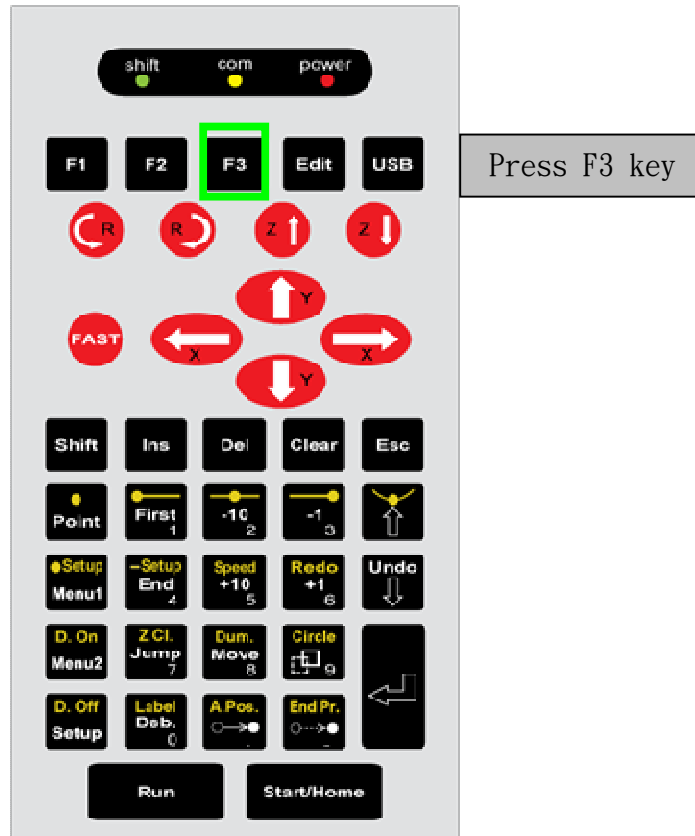 shift com power
F1 F2 F3 Edit USB
Press F3 key
R R Z Z
Y
FAST X X
Y
Shift Ins Del Clear Esc
Point First 1 -10 2 -1 3
Setup Menu1 -Setup End 4 Speed +10 5 Redo +1 6 Undo
D. On Menu2 Z Cl. Jump 7 Dum. Move 8 Circle 9
D. Off Setup Label Deb. 0 A Pos. . End Pr. -
Run Start/Home